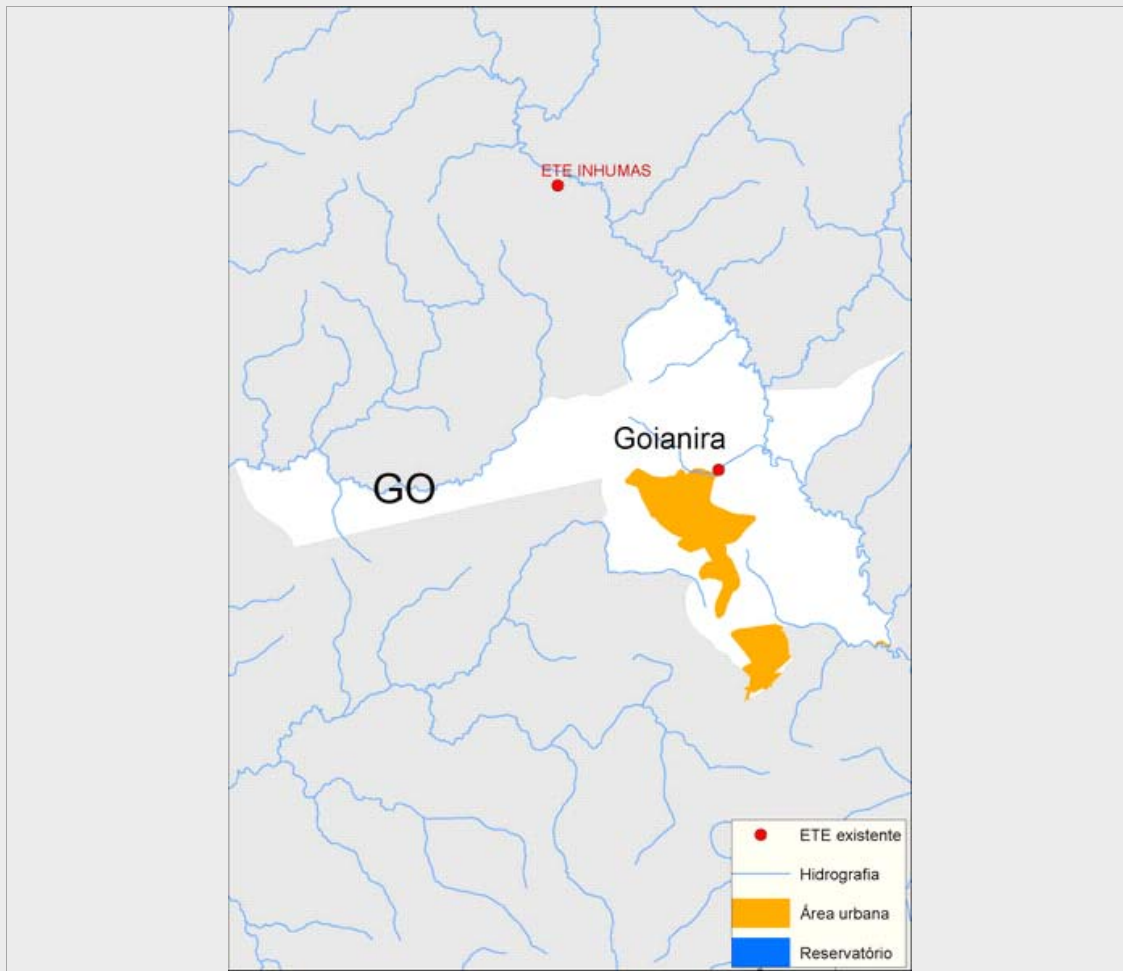 ETE INHUMAS
Goianira
GO
ETE existente
Hidrografia
Área urbana
Reservatório